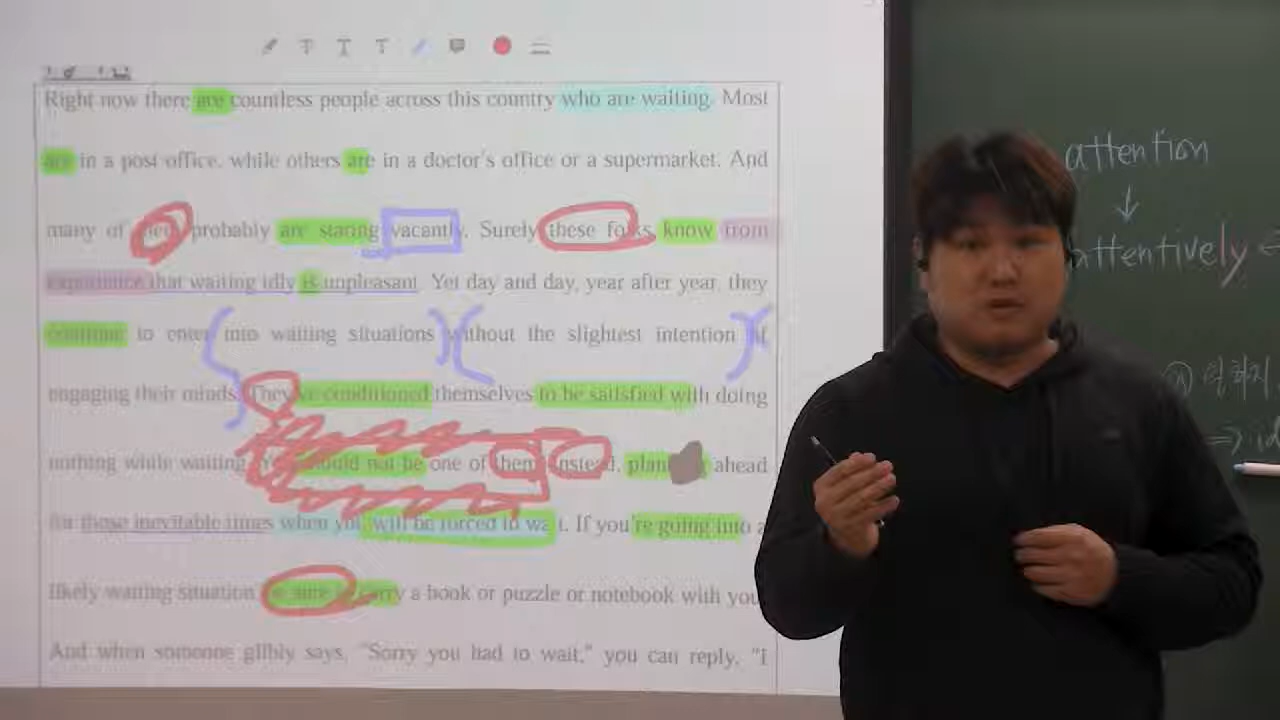 Right now there are countless people across this country who are waiting. Most
are in a post office, while others are in a doctor's office or a supermarket. And
many of probably are staring vacantly. Surely these folks know from
experience that waiting idly is unpleasant. Yet day and day, year after year, they
continue to enter into waiting situations without the slightest intention of
engaging their minds. They've conditioned themselves to be satisfied with doing
nothing while waiting. should not be one of them. Instead, plan ahead
for those inevitable times when you will be forced to wait. If you're going into a
likely waiting situation be sure carry a book or puzzle or notebook with you.
And when someone glibly says, "Sorry you had to wait," you can reply, "I
attention
↓
attentively